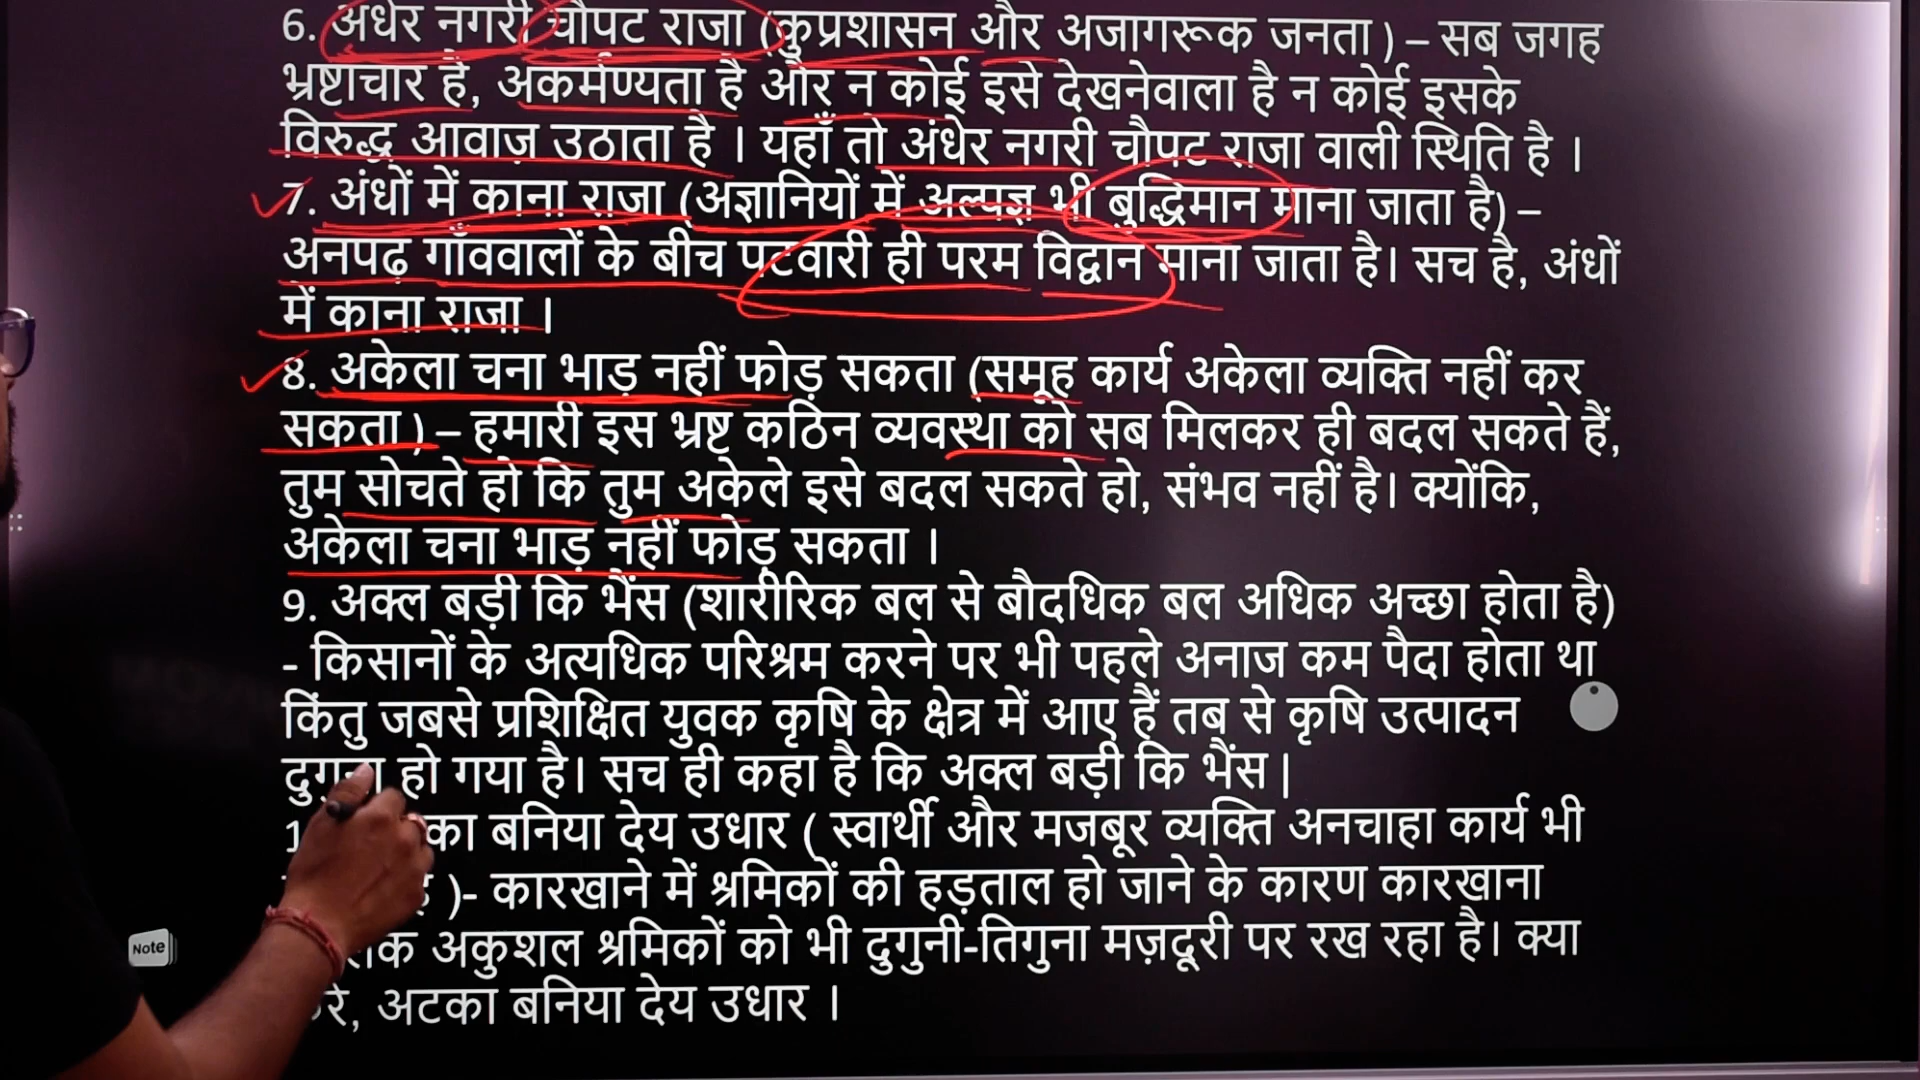 6. अंधेर नगरी चौपट राजा (कुप्रशासन और अजागरूक जनता ) – सब जगह
भ्रष्टाचार है, अकर्मण्यता है और न कोई इसे देखनेवाला है न कोई इसके
विरुद्ध आवाज़ उठाता है । यहाँ तो अंधेर नगरी चौपट राजा वाली स्थिति है ।
7. अंधों में काना राजा (अज्ञानियों में अल्पज्ञ भी बुद्धिमान माना जाता है) –
अनपढ़ गाँववालों के बीच पटवारी ही परम विद्वान माना जाता है। सच है, अंधों
में काना राजा ।
8. अकेला चना भाड़ नहीं फोड़ सकता (समूह कार्य अकेला व्यक्ति नहीं कर
सकता ) – हमारी इस भ्रष्ट कठिन व्यवस्था को सब मिलकर ही बदल सकते हैं,
तुम सोचते हो कि तुम अकेले इसे बदल सकते हो, संभव नहीं है। क्योंकि,
अकेला चना भाड़ नहीं फोड़ सकता ।
9. अक्ल बड़ी कि भैंस (शारीरिक बल से बौदधिक बल अधिक अच्छा होता है)
- किसानों के अत्यधिक परिश्रम करने पर भी पहले अनाज कम पैदा होता था
किंतु जबसे प्रशिक्षित युवक कृषि के क्षेत्र में आए हैं तब से कृषि उत्पादन
दुगुना हो गया है। सच ही कहा है कि अक्ल बड़ी कि भैंस |
बनिया देय उधार ( स्वार्थी और मजबूर व्यक्ति अनचाहा कार्य भी
)- कारखाने में श्रमिकों की हड़ताल हो जाने के कारण कारखाना
अकुशल श्रमिकों को भी दुगुनी-तिगुना मज़दूरी पर रख रहा है। क्या
अटका बनिया देय उधार ।
Note